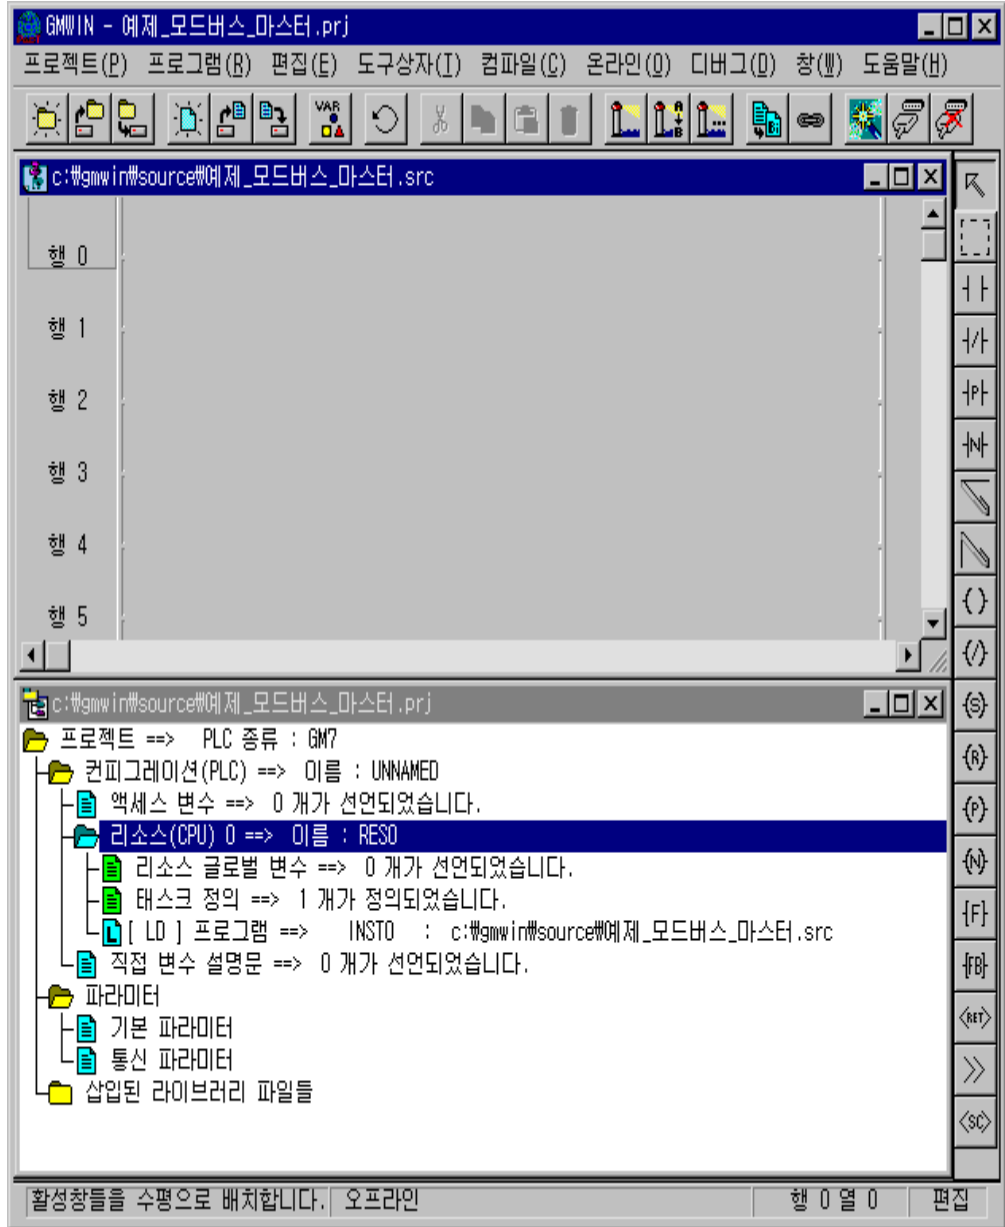 GMWIN - 예제_모드버스_마스터.prj
프로젝트(P) 프로그램(R) 편집(E) 도구상자(T) 컴파일(C) 온라인(O) 디버그(D) 창(W) 도움말(H)
VAR
A
B
Bi
c:₩gmwin₩source₩예제_모드버스_마스터.src
행 0
행 1
행 2
행 3
행 4
행 5
P
N
( )
(/)
(S)
(R)
(P)
(N)
{F}
{FB}
<RET>
>>
<SC>
c:₩gmwin₩source₩예제_모드버스_마스터.prj
프로젝트 ==> PLC 종류 : GM7
컨피그레이션(PLC) ==> 이름 : UNNAMED
액세스 변수 ==> 0 개가 선언되었습니다.
리소스(CPU) 0 ==> 이름 : RES0
리소스 글로벌 변수 ==> 0 개가 선언되었습니다.
태스크 정의 ==> 1 개가 정의되었습니다.
L [ LD ] 프로그램 ==> INST0 : c:₩gmwin₩source₩예제_모드버스_마스터.src
직접 변수 설명문 ==> 0 개가 선언되었습니다.
파라미터
기본 파라미터
통신 파라미터
삽입된 라이브러리 파일들
활성창들을 수평으로 배치합니다. 오프라인 행 0 열 0 편집